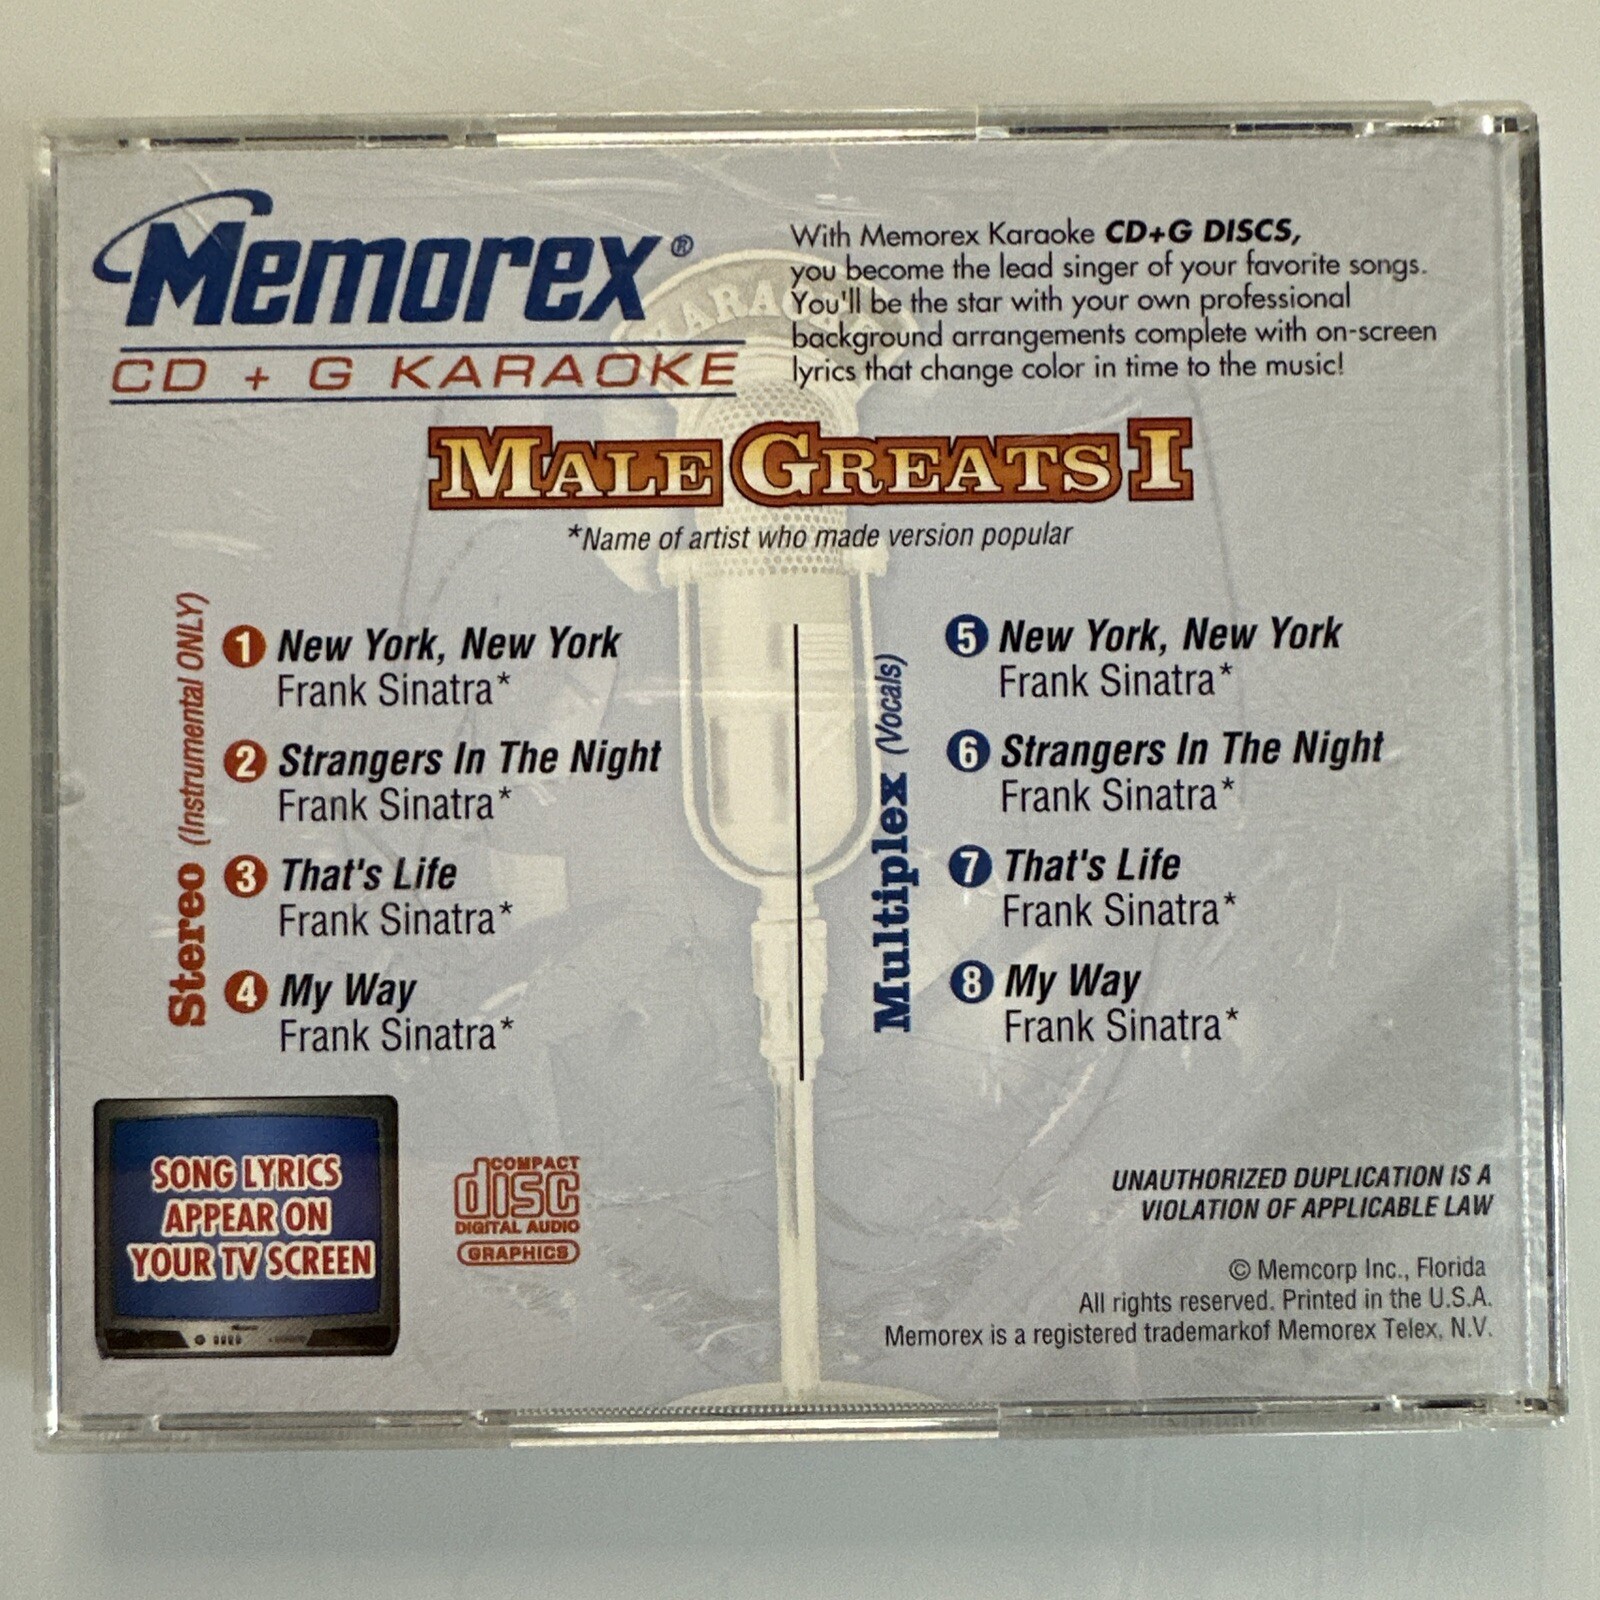 Memorex®
CD + G KARAOKE
With Memorex Karaoke CD+G DISCS,
you become the lead singer of your favorite songs.
You'll be the star with your own professional
background arrangements complete with on-screen
lyrics that change color in time to the music!
KARAOKE
MALE GREATS I
*Name of artist who made version popular
Stereo (Instrumental ONLY)
1 New York, New York
Frank Sinatra*
2 Strangers In The Night
Frank Sinatra*
3 That's Life
Frank Sinatra*
4 My Way
Frank Sinatra*
Multiplex (Vocals)
5 New York, New York
Frank Sinatra*
6 Strangers In The Night
Frank Sinatra*
7 That's Life
Frank Sinatra*
8 My Way
Frank Sinatra*
SONG LYRICS
APPEAR ON
YOUR TV SCREEN
COMPACT
disc
DIGITAL AUDIO
GRAPHICS
UNAUTHORIZED DUPLICATION IS A
VIOLATION OF APPLICABLE LAW
© Memcorp Inc., Florida
All rights reserved. Printed in the U.S.A.
Memorex is a registered trademarkof Memorex Telex, N.V.